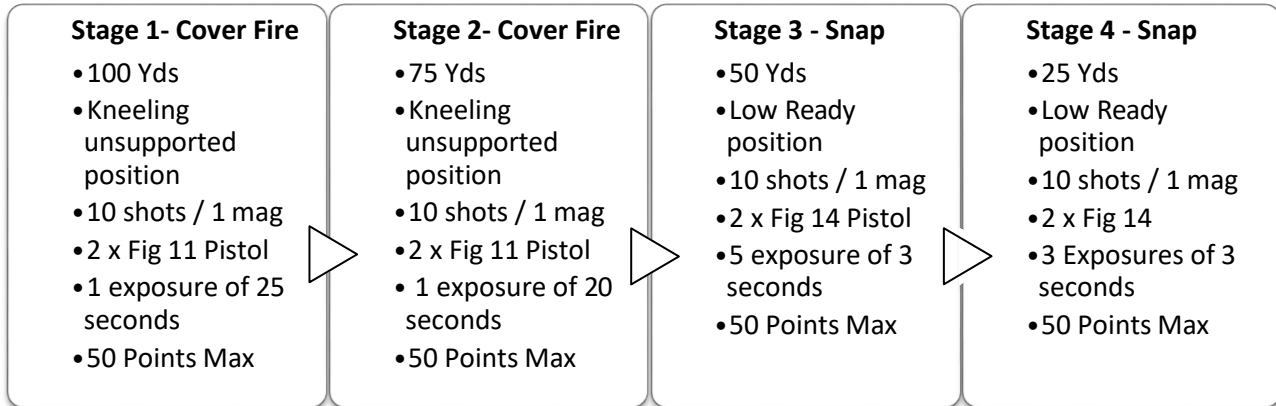 Stage 1- Cover Fire
•100 Yds
•Kneeling
unsupported
position
•10 shots / 1 mag
•2 x Fig 11 Pistol
•1 exposure of 25
seconds
•50 Points Max
Stage 2- Cover Fire
•75 Yds
•Kneeling
unsupported
position
•10 shots / 1 mag
•2 x Fig 11 Pistol
• 1 exposure of 20
seconds
•50 Points Max
Stage 3 - Snap
•50 Yds
•Low Ready
position
•10 shots / 1 mag
•2 x Fig 14 Pistol
•5 exposure of 3
seconds
•50 Points Max
Stage 4 - Snap
•25 Yds
•Low Ready
position
•10 shots / 1 mag
•2 x Fig 14
•3 Exposures of 3
seconds
•50 Points Max